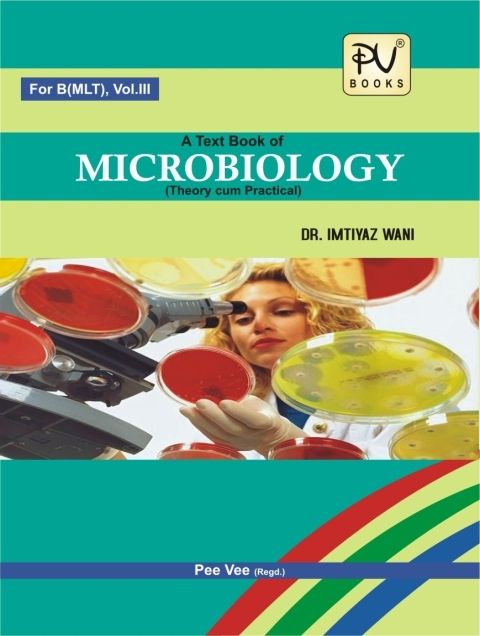 PV®
BOOKS
For B(MLT), Vol.III
A Text Book of
MICROBIOLOGY
(Theory cum Practical)
DR. IMTIYAZ WANI
Pee Vee (Regd.)